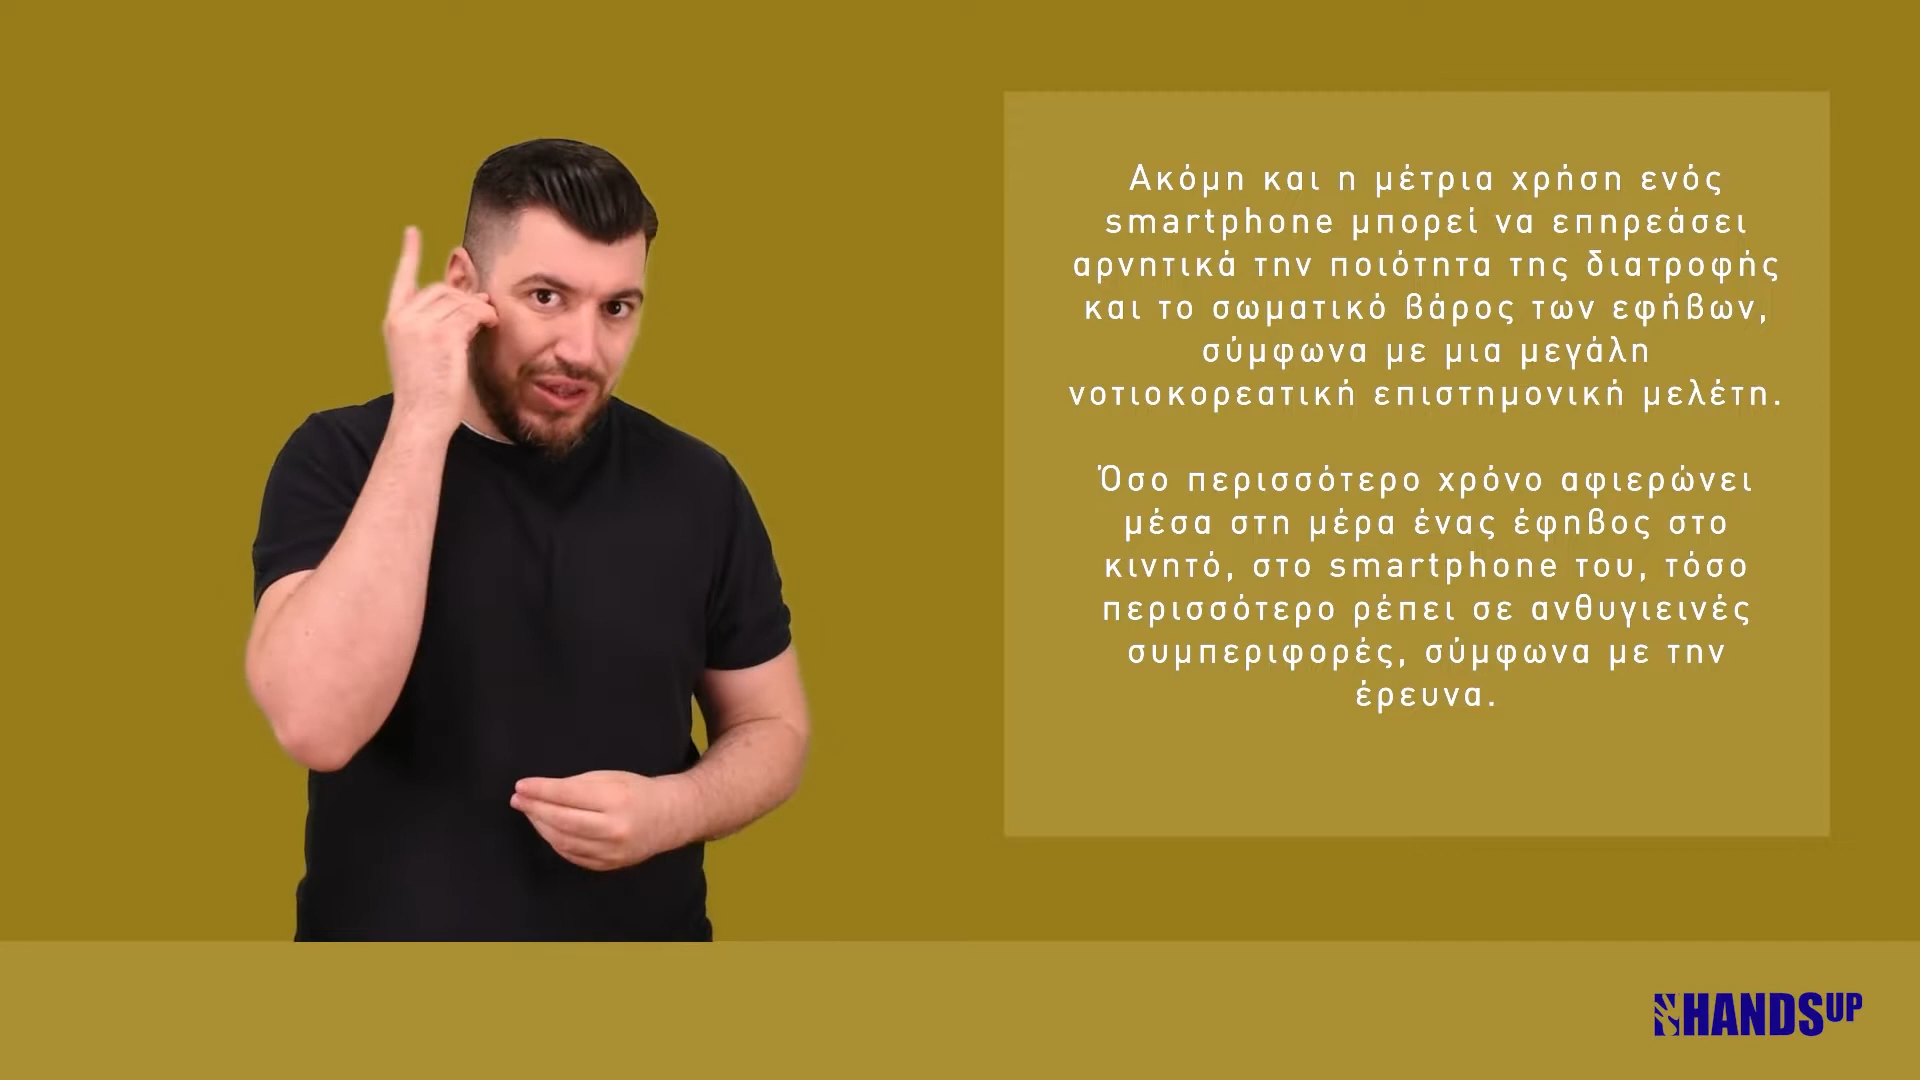 Ακόμη και η μέτρια χρήση ενός
smartphone μπορεί να επηρεάσει
αρνητικά την ποιότητα της διατροφής
και το σωματικό βάρος των εφήβων,
σύμφωνα με μια μεγάλη
νοτιοκορεατική επιστημονική μελέτη.
Όσο περισσότερο χρόνο αφιερώνει
μέσα στη μέρα ένας έφηβος στο
κινητό, στο smartphone του, τόσο
περισσότερο ρέπει σε ανθυγιεινές
συμπεριφορές, σύμφωνα με την
έρευνα.
HANDSUP